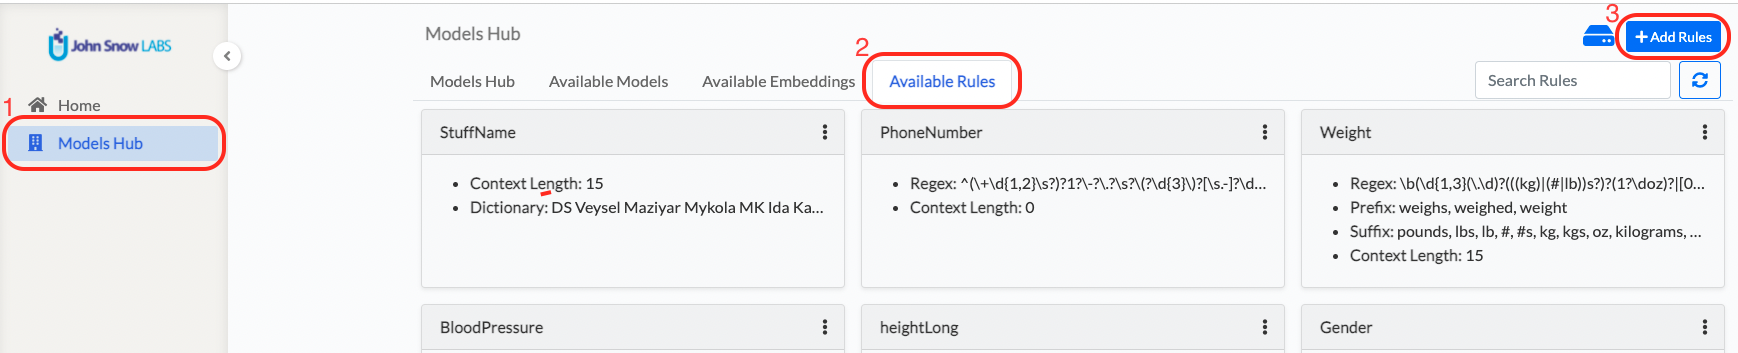 John Snow LABS
1
Home
Models Hub
Models Hub
2
3
+ Add Rules
Models Hub
Available Models
Available Embeddings
Available Rules
Search Rules
StuffName
Context Length: 15
Dictionary: DS Veysel Maziyar Mykola MK Ida Ka...
PhoneNumber
Regex: ^(\+\d{1,2}\s?)?1?\-?\.?\s?\(?\d{3}\)?[\s.-]?\d...
Context Length: 0
Weight
Regex: \b(\d{1,3}(\.\d)?(((kg)|(#|lb))s?)?(1?\doz)?|[0...
Prefix: weighs, weighed, weight
Suffix: pounds, lbs, lb, #, #s, kg, kgs, oz, kilograms, ...
Context Length: 15
BloodPressure
heightLong
Gender